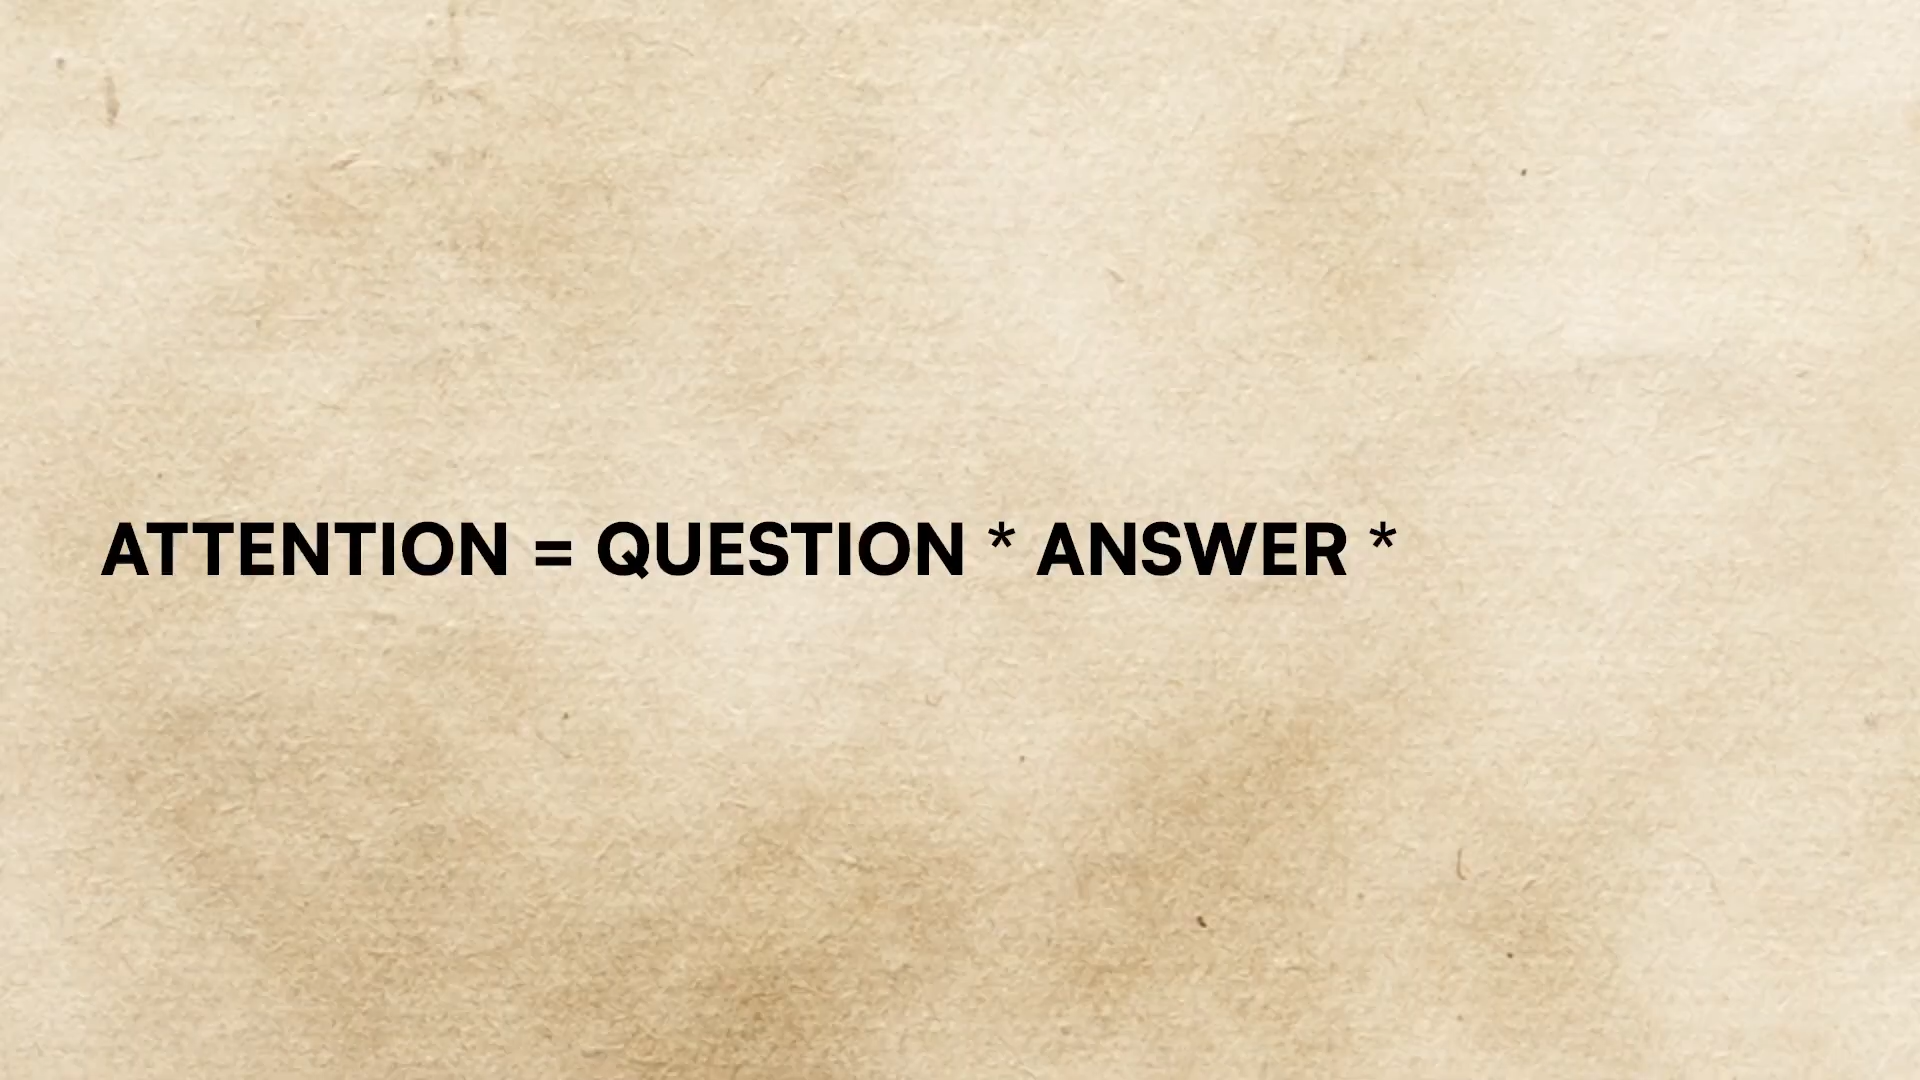 ATTENTION = QUESTION * ANSWER *